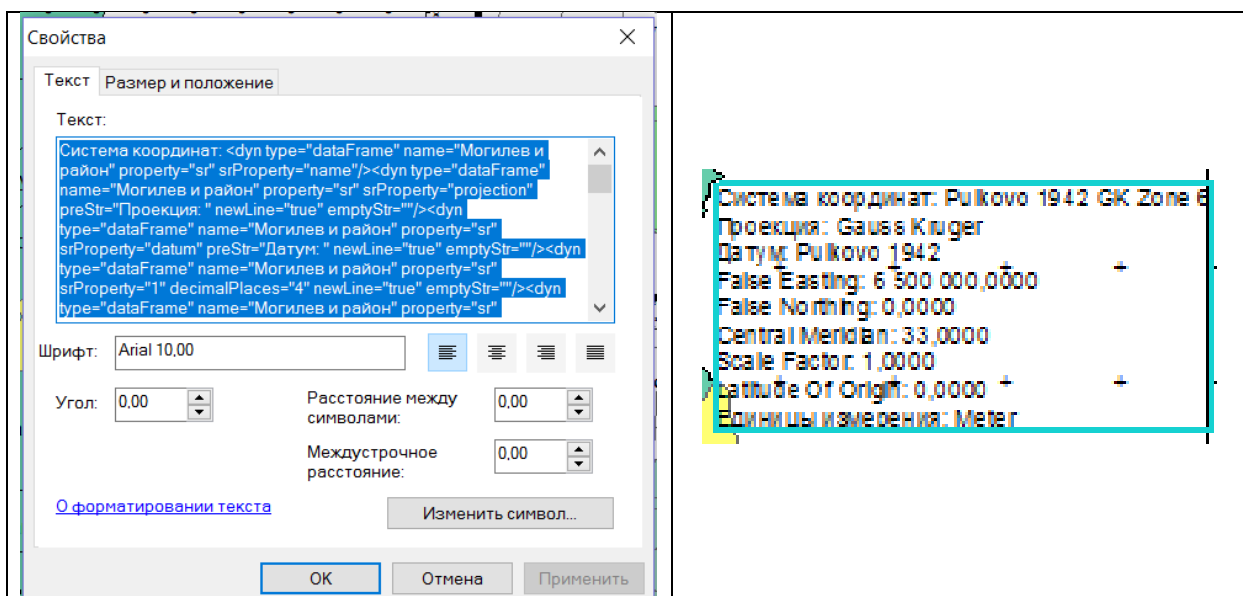 Свойства
Текст Размер и положение
Текст:
Система координат: <dyn type="dataFrame" name="Могилев и
район" property="sr" srProperty="name"/><dyn type="dataFrame"
name="Могилев и район" property="sr" srProperty="projection"
preStr="Проекция: " newLine="true" emptyStr=""/><dyn
type="dataFrame" name="Могилев и район" property="sr"
srProperty="datum" preStr="Датум: " newLine="true" emptyStr=""/><dyn
type="dataFrame" name="Могилев и район" property="sr"
srProperty="1" decimalPlaces="4" newLine="true" emptyStr=""/><dyn
type="dataFrame" name="Могилев и район" property="sr"
Шрифт: Arial 10,00
Угол: 0,00
Расстояние между
символами: 0,00
Междустрочное
расстояние: 0,00
О форматировании текста
Изменить символ...
OK Отмена Применить
Система координат: Pulkovo 1942 GK Zone 6
Проекция: Gauss Kruger
Датум: Pulkovo 1942
False Easting: 6 500 000,0000
False Northing: 0,0000
Central Meridian: 33,0000
Scale Factor: 1,0000
Latitude Of Origin: 0,0000
Единицы измерения: Meter